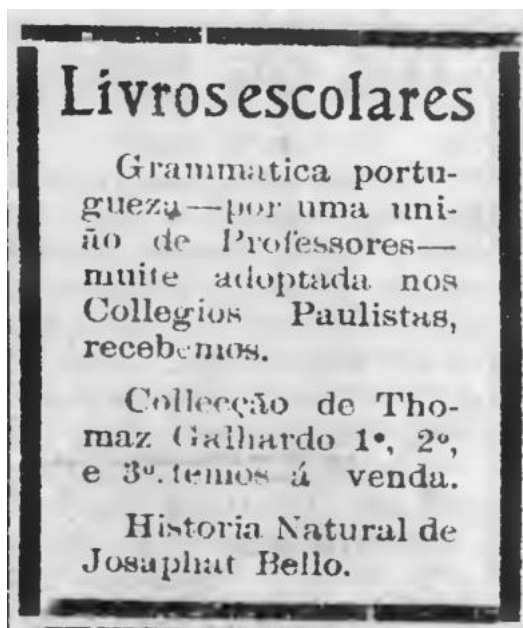 Livros escolares
Grammatica portu-
gueza—por uma uni-
ão de Professores—
muite adoptada nos
Collegios Paulistas,
recebemos.
Collecção de Tho-
maz Galhardo 1º, 2º,
e 3º. temos á venda.
Historia Natural de
Josaphat Bello.